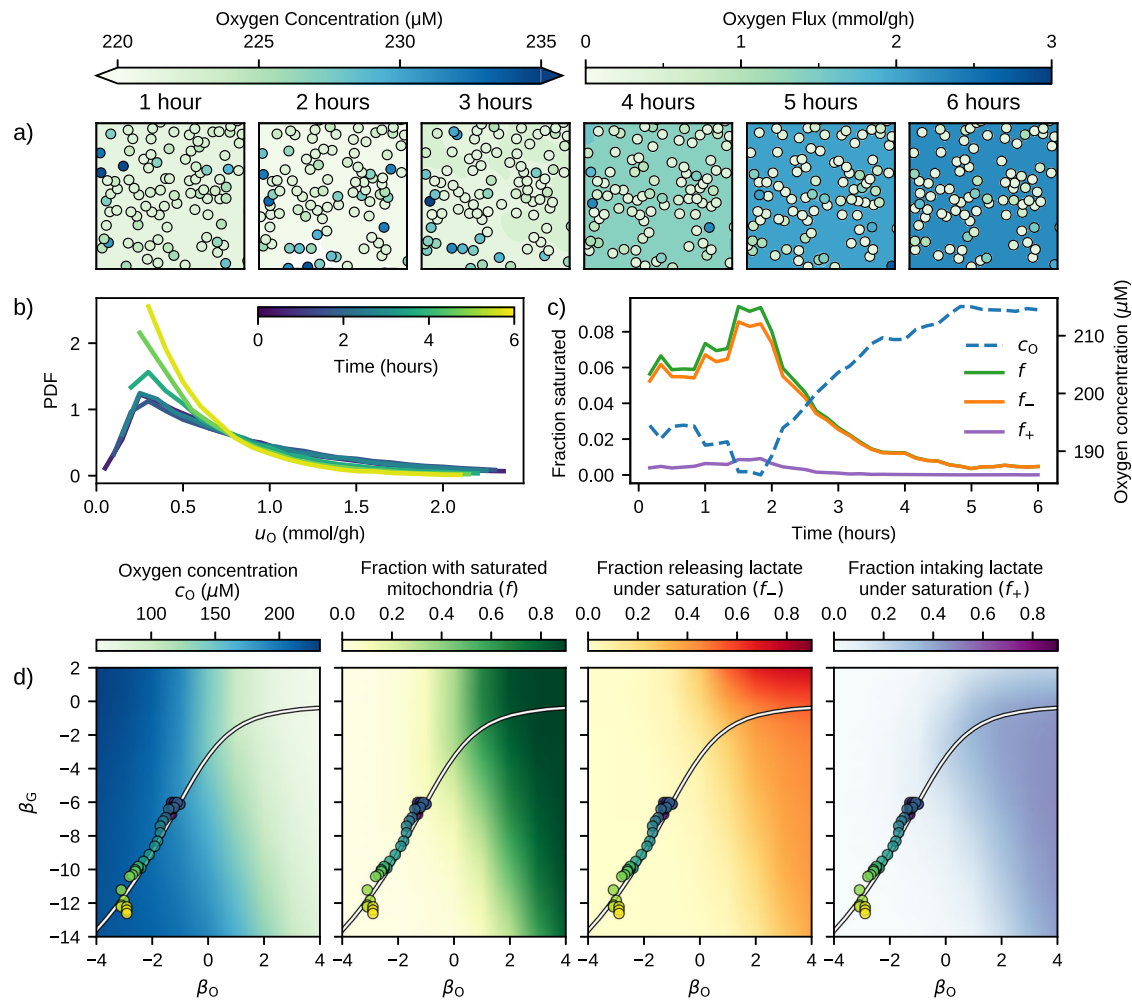 Oxygen Concentration (μM)
220 225 230 235
Oxygen Flux (mmol/gh)
0 1 2 3
a)
1 hour 2 hours 3 hours 4 hours 5 hours 6 hours
b)
PDF
0 1 2
0 2 4 6
Time (hours)
0.0 0.5 1.0 1.5 2.0
u_O (mmol/gh)
c)
Fraction saturated
0.00 0.02 0.04 0.06 0.08
c_O
f
f_−
f_+
190 200 210
Oxygen concentration (μM)
0 1 2 3 4 5 6
Time (hours)
Oxygen concentration
c_O (μM)
100 150 200
Fraction with saturated
mitochondria (f)
0.0 0.2 0.4 0.6 0.8
Fraction releasing lactate
under saturation (f_−)
0.0 0.2 0.4 0.6 0.8
Fraction intaking lactate
under saturation (f_+)
0.0 0.2 0.4 0.6 0.8
d)
β_G
2
0
−2
−4
−6
−8
−10
−12
−14
−4 −2 0 2 4
β_O
−4 −2 0 2 4
β_O
−4 −2 0 2 4
β_O
−4 −2 0 2 4
β_O